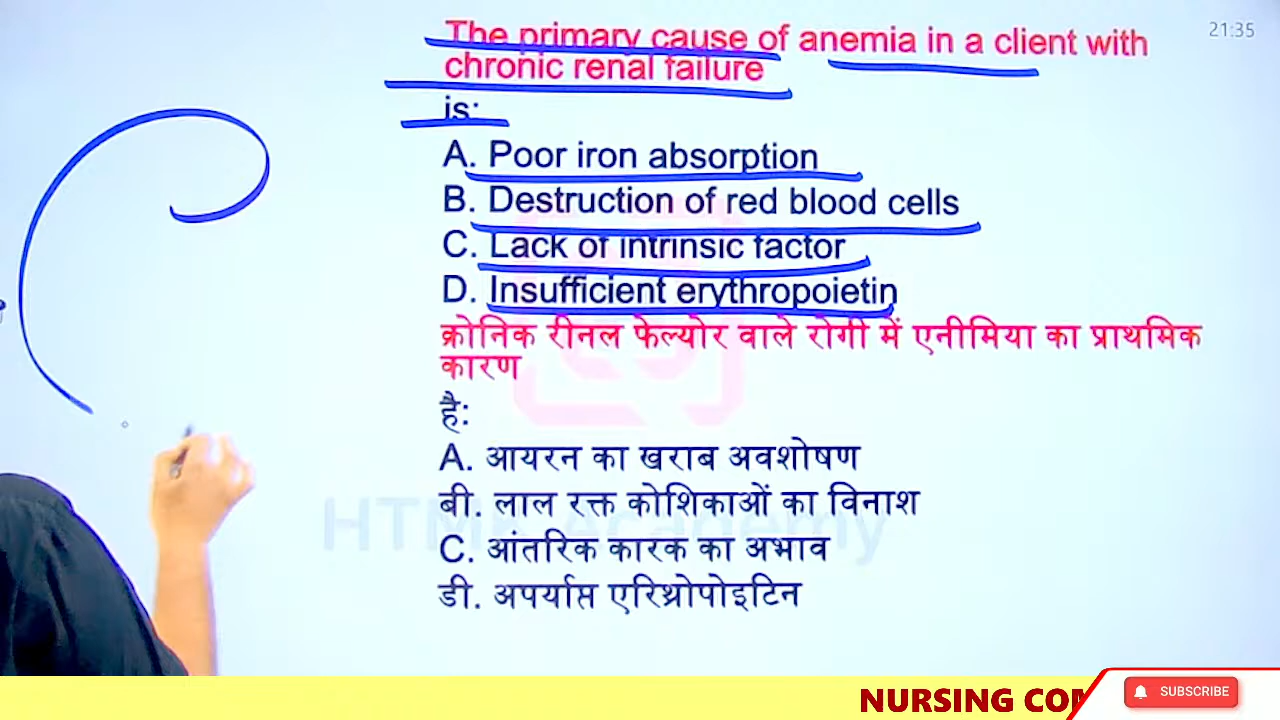 21:35
The primary cause of anemia in a client with
chronic renal failure
is:
A. Poor iron absorption
B. Destruction of red blood cells
C. Lack of intrinsic factor
D. Insufficient erythropoietin
क्रोनिक रीनल फेल्योर वाले रोगी में एनीमिया का प्राथमिक
कारण
है:
A. आयरन का खराब अवशोषण
बी. लाल रक्त कोशिकाओं का विनाश
C. आंतरिक कारक का अभाव
डी. अपर्याप्त एरिथ्रोपोइटिन
HTMK Academy
NURSING
SUBSCRIBE